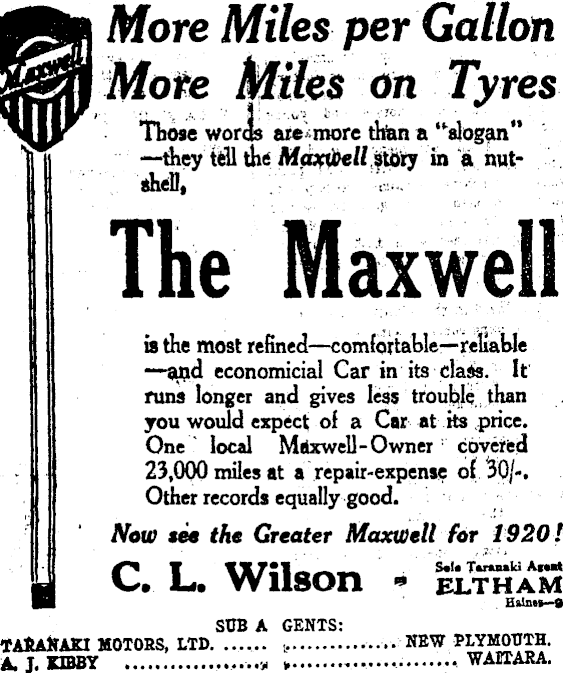 Maxwell
More Miles per Gallon
More Miles on Tyres
Those words are more than a "slogan"
—they tell the Maxwell story in a nut-
shell,
The Maxwell
is the most refined—comfortable—reliable
—and economicial Car in its class. It
runs longer and gives less trouble than
you would expect of a Car at its price.
One local Maxwell-Owner covered
23,000 miles at a repair-expense of 30/-.
Other records equally good.
Now see the Greater Maxwell for 1920!
C. L. Wilson - Sole Taranaki Agent
ELTHAM
Haines—9
SUB A GENTS:
TARANAKI MOTORS, LTD. ...... ............... NEW PLYMOUTH.
A. J. KIBBY .................. ....................... WAITARA.